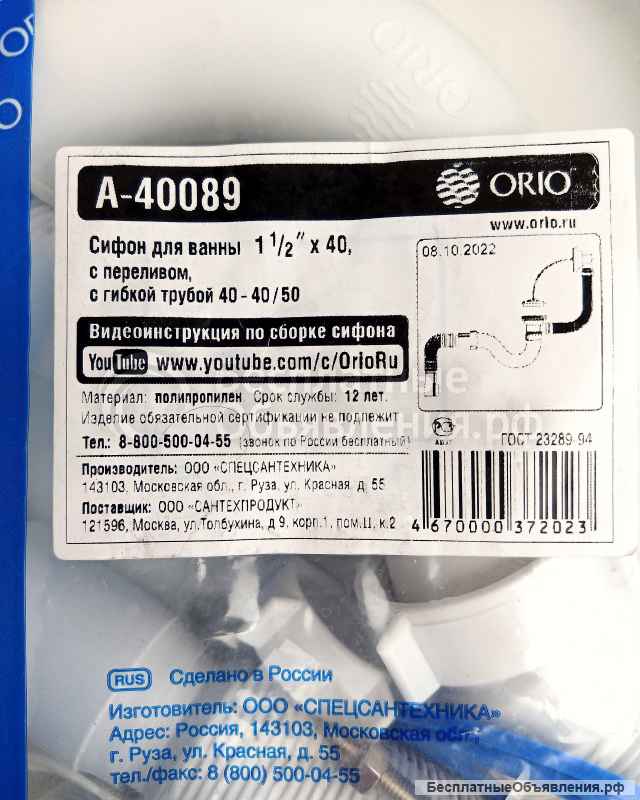 ORIO
A-40089
ORIO
www.orio.ru
Сифон для ванны 1 1/2" x 40,
с переливом,
с гибкой трубой 40 - 40/50
08.10.2022
Видеоинструкция по сборке сифона
YouTube www.youtube.com/c/OrioRu
Материал: полипропилен Срок службы: 12 лет.
Изделие обязательной сертификации не подлежит
Тел.: 8-800-500-04-55 (звонок по России бесплатный)
ГОСТ 23289-94
Производитель: ООО «СПЕЦСАНТЕХНИКА»
143103, Московская обл., г. Руза, ул. Красная, д. 55
Поставщик: ООО «САНТЕХПРОДУКТ»
121596, Москва, ул.Толбухина, д.9, корп.1, пом.II, к.2
4 670000 372023
Бесплатные
Объявления.рф
RUS Сделано в России
Изготовитель: ООО «СПЕЦСАНТЕХНИКА»
Адрес: Россия, 143103, Московская обл.,
г. Руза, ул. Красная, д. 55
тел./факс: 8 (800) 500-04-55
БесплатныеОбъявления.рф